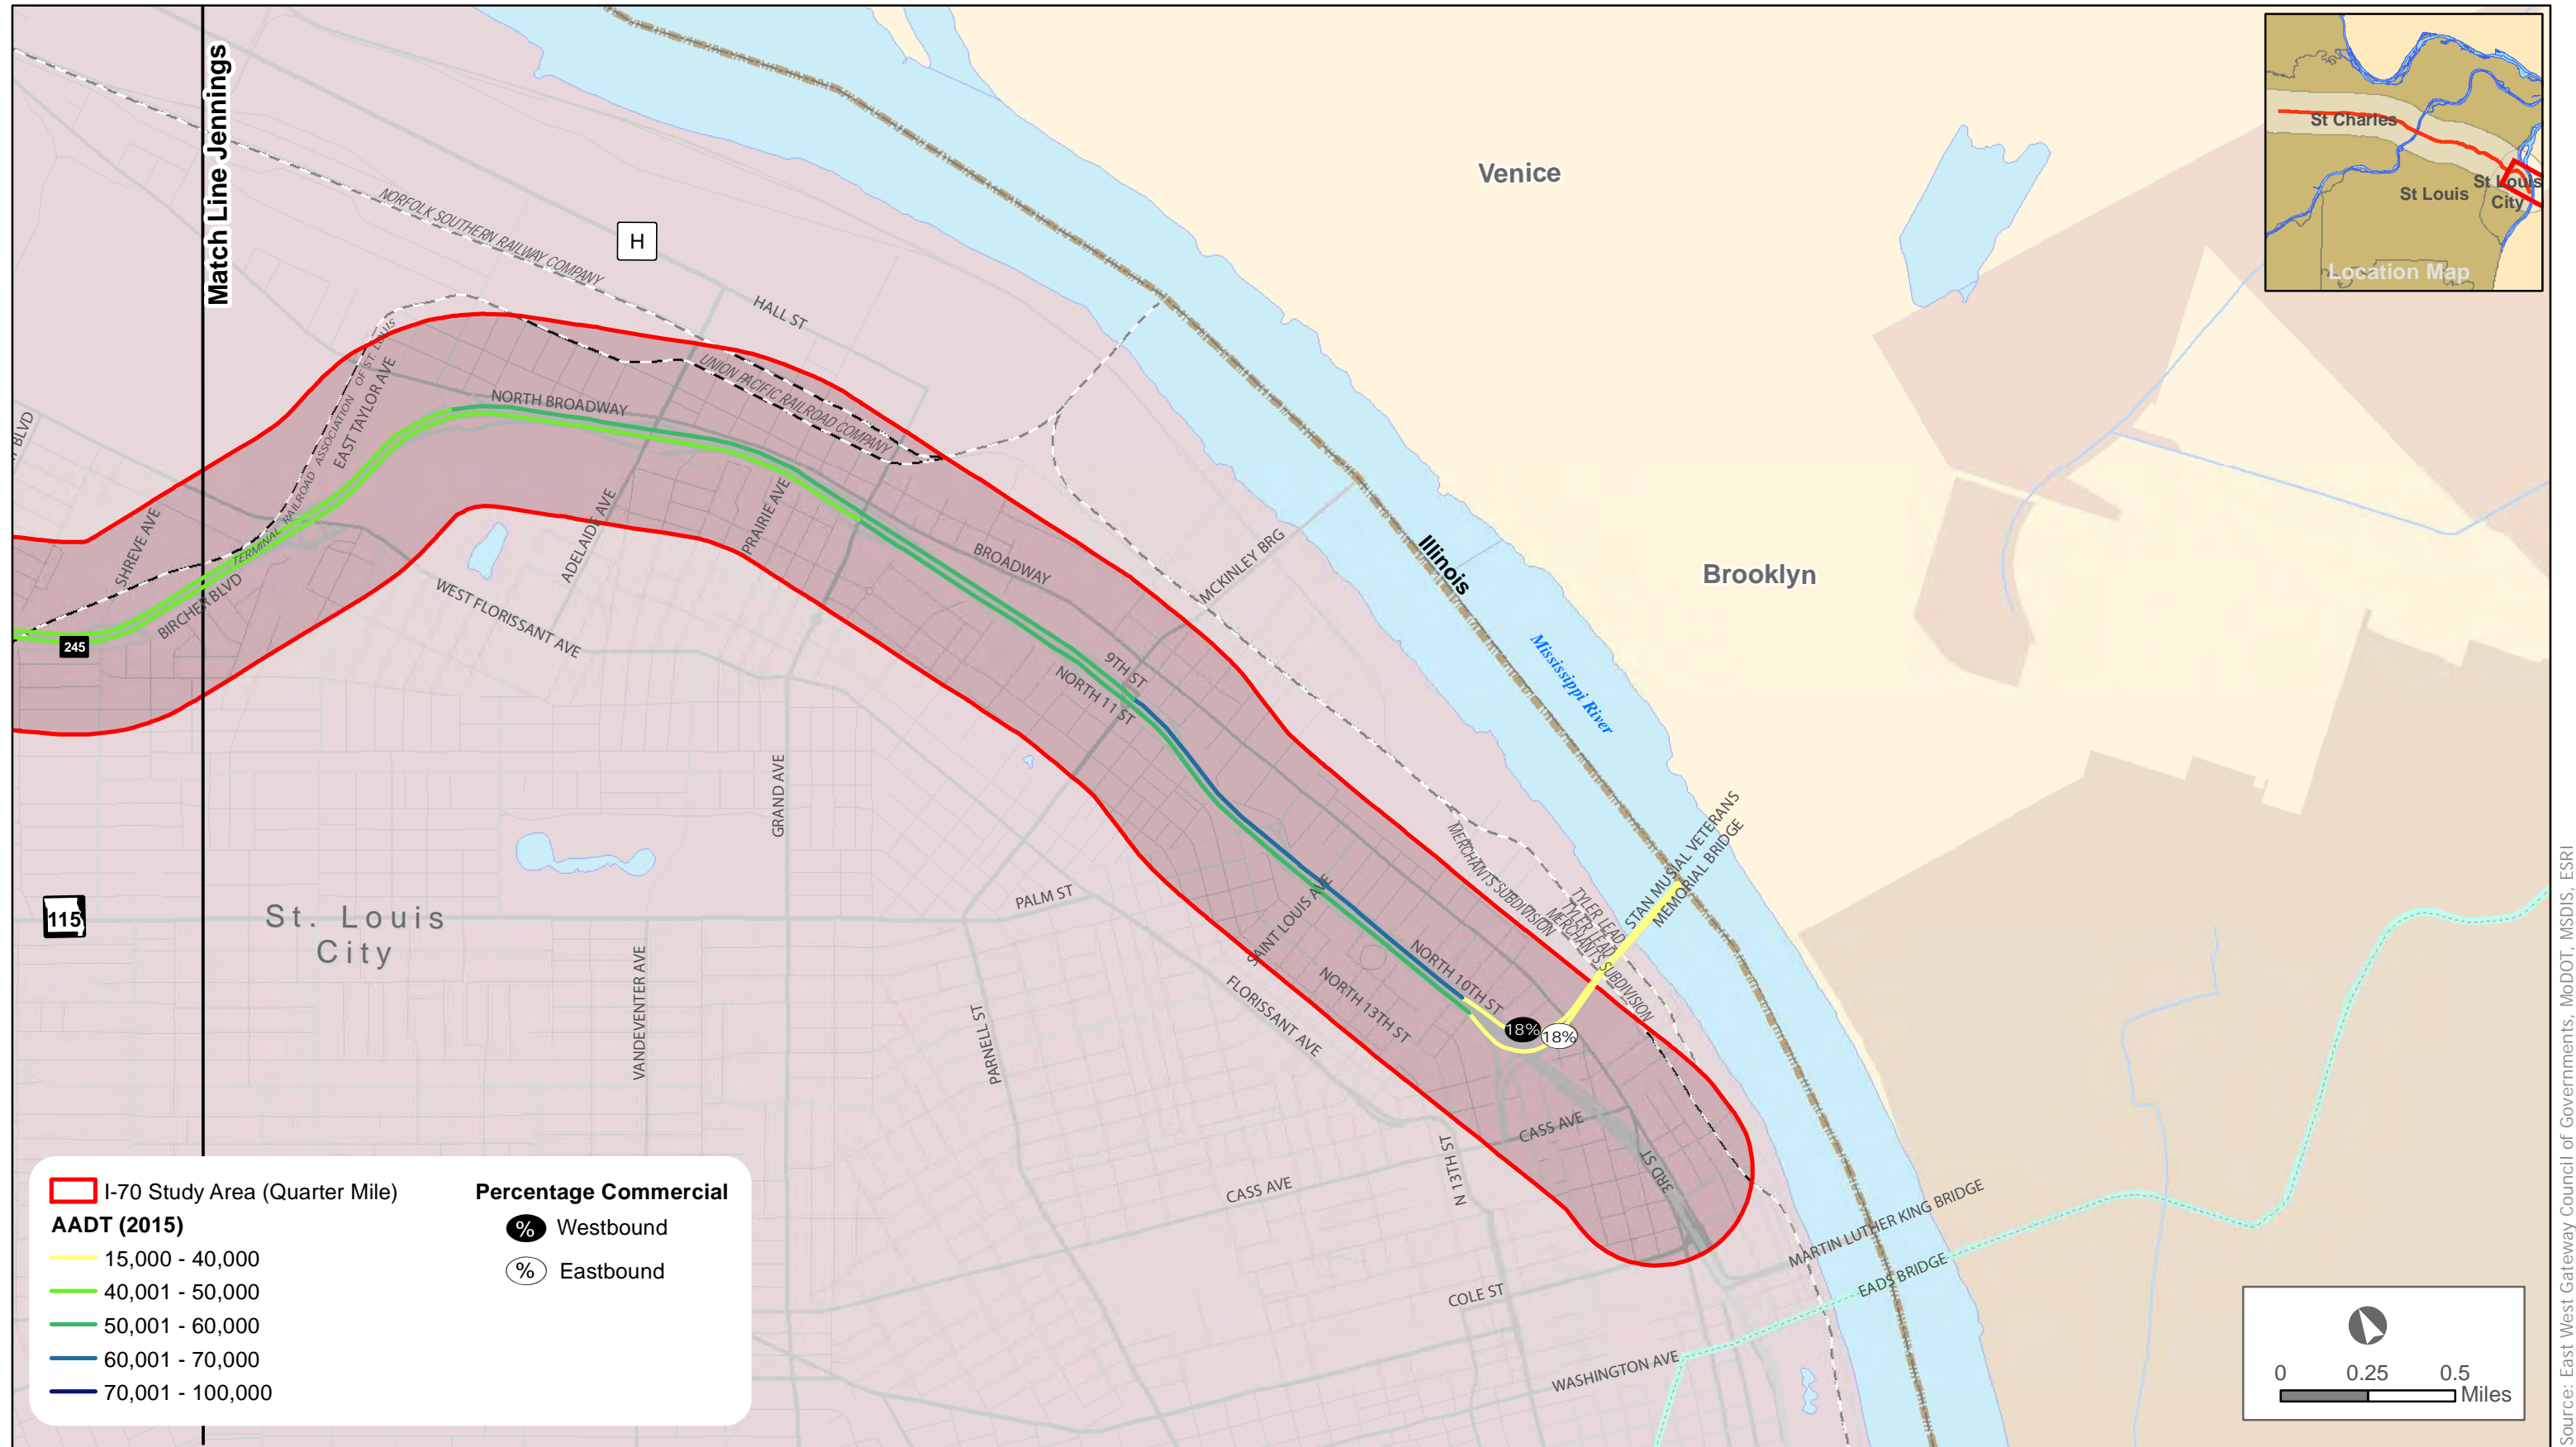 Match Line Jennings
NORFOLK SOUTHERN RAILWAY COMPANY
H
HALL ST
Venice
St Charles
St Louis
St Louis
City
Location Map
OF ST. LOUIS
ASSOCIATION
RAILROAD
TERMINAL
EAST TAYLOR AVE
NORTH BROADWAY
UNION PACIFIC RAILROAD COMPANY
BLVD
SHREVE AVE
BIRCHER BLVD
245
ADELAIDE AVE
PRAIRIE AVE
WEST FLORISSANT AVE
BROADWAY
MCKINLEY BRG
Illinois
Brooklyn
Mississippi River
9TH ST
NORTH 11 ST
GRAND AVE
STAN MUSIAL VETERANS
MEMORIAL BRIDGE
115
St. Louis
City
PALM ST
SAINT LOUIS AVE
MERCHANTS SUBDIVISION
TYLER LEAD
TYLER LEAD
MERCHANTS SUBDIVISION
NORTH 10TH ST
NORTH 13TH ST
18%
18%
FLORISSANT AVE
VANDEVENTER AVE
PARNELL ST
CASS AVE
CASS AVE
N 13TH ST
3RD ST
MARTIN LUTHER KING BRIDGE
EADS BRIDGE
COLE ST
WASHINGTON AVE
I-70 Study Area (Quarter Mile)
AADT (2015)
15,000 - 40,000
40,001 - 50,000
50,001 - 60,000
60,001 - 70,000
70,001 - 100,000
Percentage Commercial
% Westbound
% Eastbound
0 0.25 0.5
Miles
Source: East West Gateway Council of Governments, MoDOT, MSDIS, ESRI